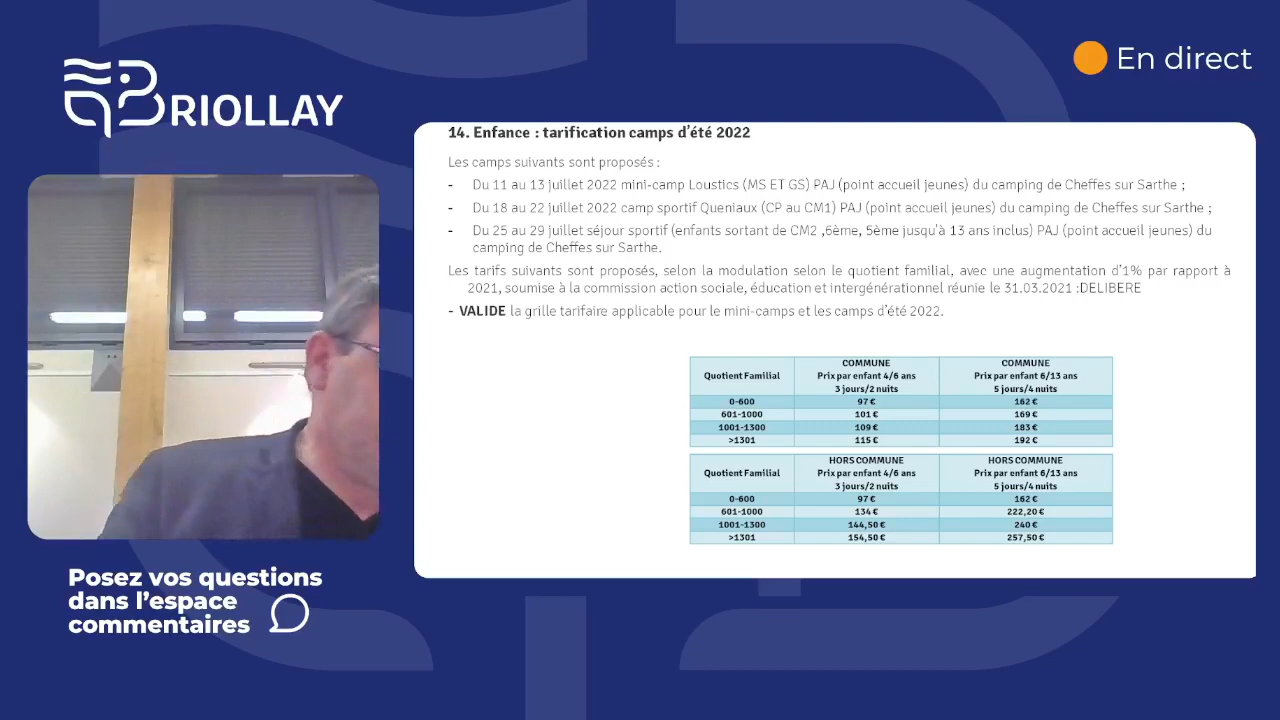 BRIOLLAY
En direct
14. Enfance : tarification camps d'été 2022
Les camps suivants sont proposés :
- Du 11 au 13 juillet 2022 mini-camp Loustics (MS ET GS) PAJ (point accueil jeunes) du camping de Cheffes sur Sarthe ;
- Du 18 au 22 juillet 2022 camp sportif Queniaux (CP au CM1) PAJ (point accueil jeunes) du camping de Cheffes sur Sarthe ;
- Du 25 au 29 juillet séjour sportif (enfants sortant de CM2 ,6ème, 5ème jusqu'à 13 ans inclus) PAJ (point accueil jeunes) du
camping de Cheffes sur Sarthe.
Les tarifs suivants sont proposés, selon la modulation selon le quotient familial, avec une augmentation d'1% par rapport à
2021, soumise à la commission action sociale, éducation et intergénérationnel réunie le 31.03.2021 :DELIBERE
- VALIDE la grille tarifaire applicable pour le mini-camps et les camps d'été 2022.
COMMUNE COMMUNE
Quotient Familial Prix par enfant 4/6 ans Prix par enfant 6/13 ans
3 jours/2 nuits 5 jours/4 nuits
0-600 97 € 162 €
601-1000 101 € 169 €
1001-1300 109 € 183 €
>1301 115 € 192 €
HORS COMMUNE HORS COMMUNE
Quotient Familial Prix par enfant 4/6 ans Prix par enfant 6/13 ans
3 jours/2 nuits 5 jours/4 nuits
0-600 97 € 162 €
601-1000 134 € 222,20 €
1001-1300 144,50 € 240 €
>1301 154,50 € 257,50 €
Posez vos questions
dans l'espace
commentaires